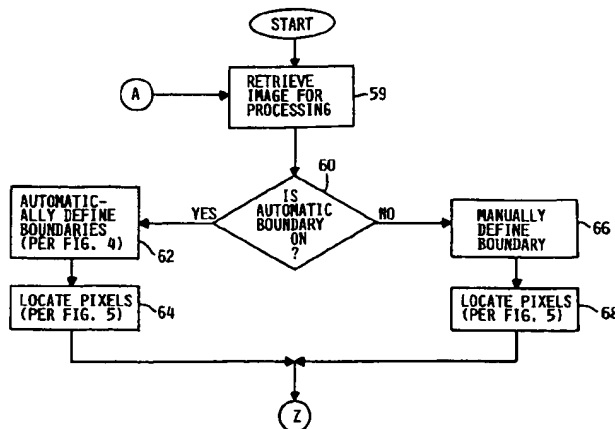 START
A
RETRIEVE
IMAGE FOR
PROCESSING
59
60
IS
AUTOMATIC
BOUNDARY
ON
?
YES
NO
AUTOMATIC-
ALLY DEFINE
BOUNDARIES
(PER FIG. 4)
62
MANUALLY
DEFINE
BOUNDARY
66
LOCATE PIXELS
(PER FIG. 5)
64
LOCATE PIXELS
(PER FIG. 5)
68
Z